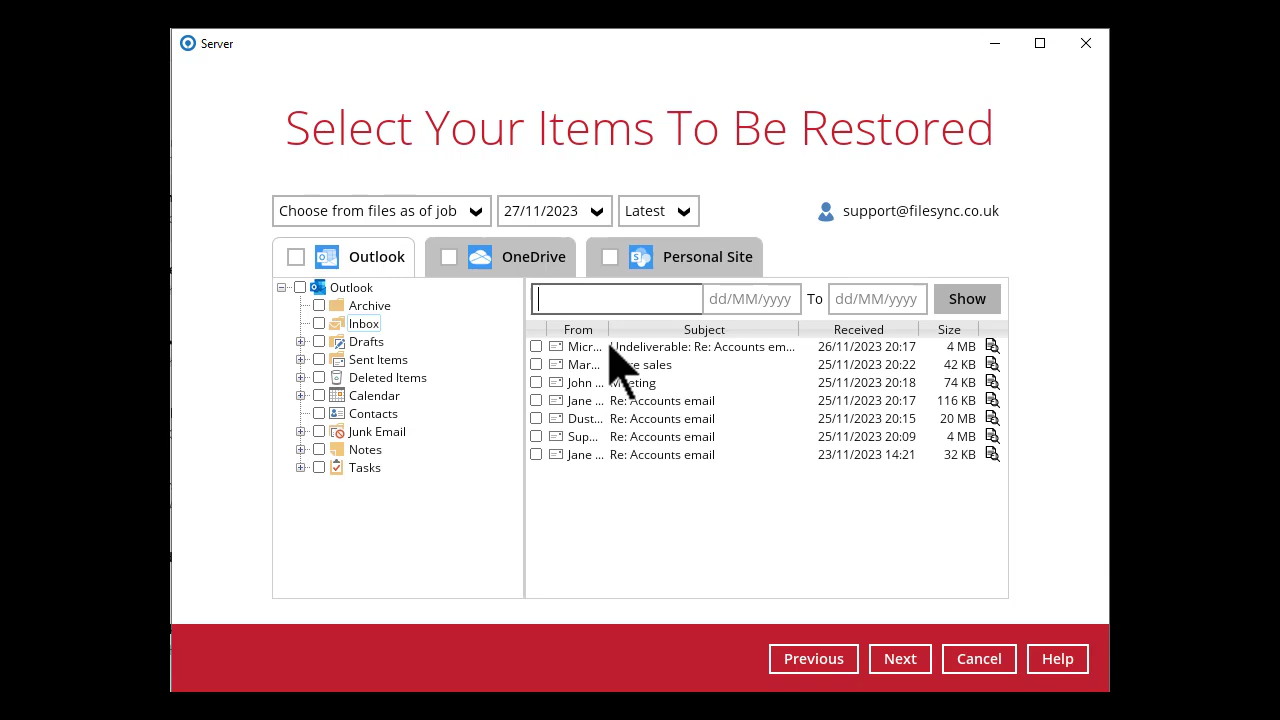 Server
Select Your Items To Be Restored
Choose from files as of job 27/11/2023 Latest support@filesync.co.uk
Outlook OneDrive Personal Site
Outlook
Archive
Inbox
Drafts
Sent Items
Deleted Items
Calendar
Contacts
Junk Email
Notes
Tasks
dd/MM/yyyy To dd/MM/yyyy Show
From Subject Received Size
Micr... Undeliverable: Re: Accounts em... 26/11/2023 20:17 4 MB
Mar... sales 25/11/2023 20:22 42 KB
John ... Meeting 25/11/2023 20:18 74 KB
Jane ... Re: Accounts email 25/11/2023 20:17 116 KB
Dust... Re: Accounts email 25/11/2023 20:15 20 MB
Sup... Re: Accounts email 25/11/2023 20:09 4 MB
Jane ... Re: Accounts email 23/11/2023 14:21 32 KB
Previous Next Cancel Help